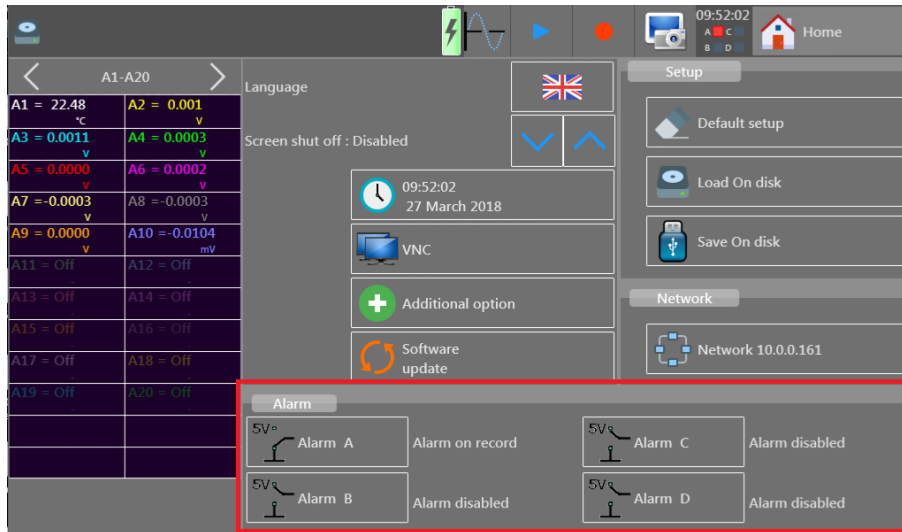 09:52:02
A C
B D
Home
A1-A20
A1 = 22.48
°C
A2 = 0.001
V
A3 = 0.0011
V
A4 = 0.0003
V
A5 = 0.0000
V
A6 = 0.0002
V
A7 =-0.0003
V
A8 =-0.0003
V
A9 = 0.0000
V
A10 =-0.0104
mV
A11 = Off
A12 = Off
A13 = Off
A14 = Off
A15 = Off
A16 = Off
A17 = Off
A18 = Off
A19 = Off
A20 = Off
Language
Screen shut off : Disabled
09:52:02
27 March 2018
VNC
Additional option
Software
update
Setup
Default setup
Load On disk
Save On disk
Network
Network 10.0.0.161
Alarm
5V
Alarm A
Alarm on record
5V
Alarm C
Alarm disabled
5V
Alarm B
Alarm disabled
5V
Alarm D
Alarm disabled